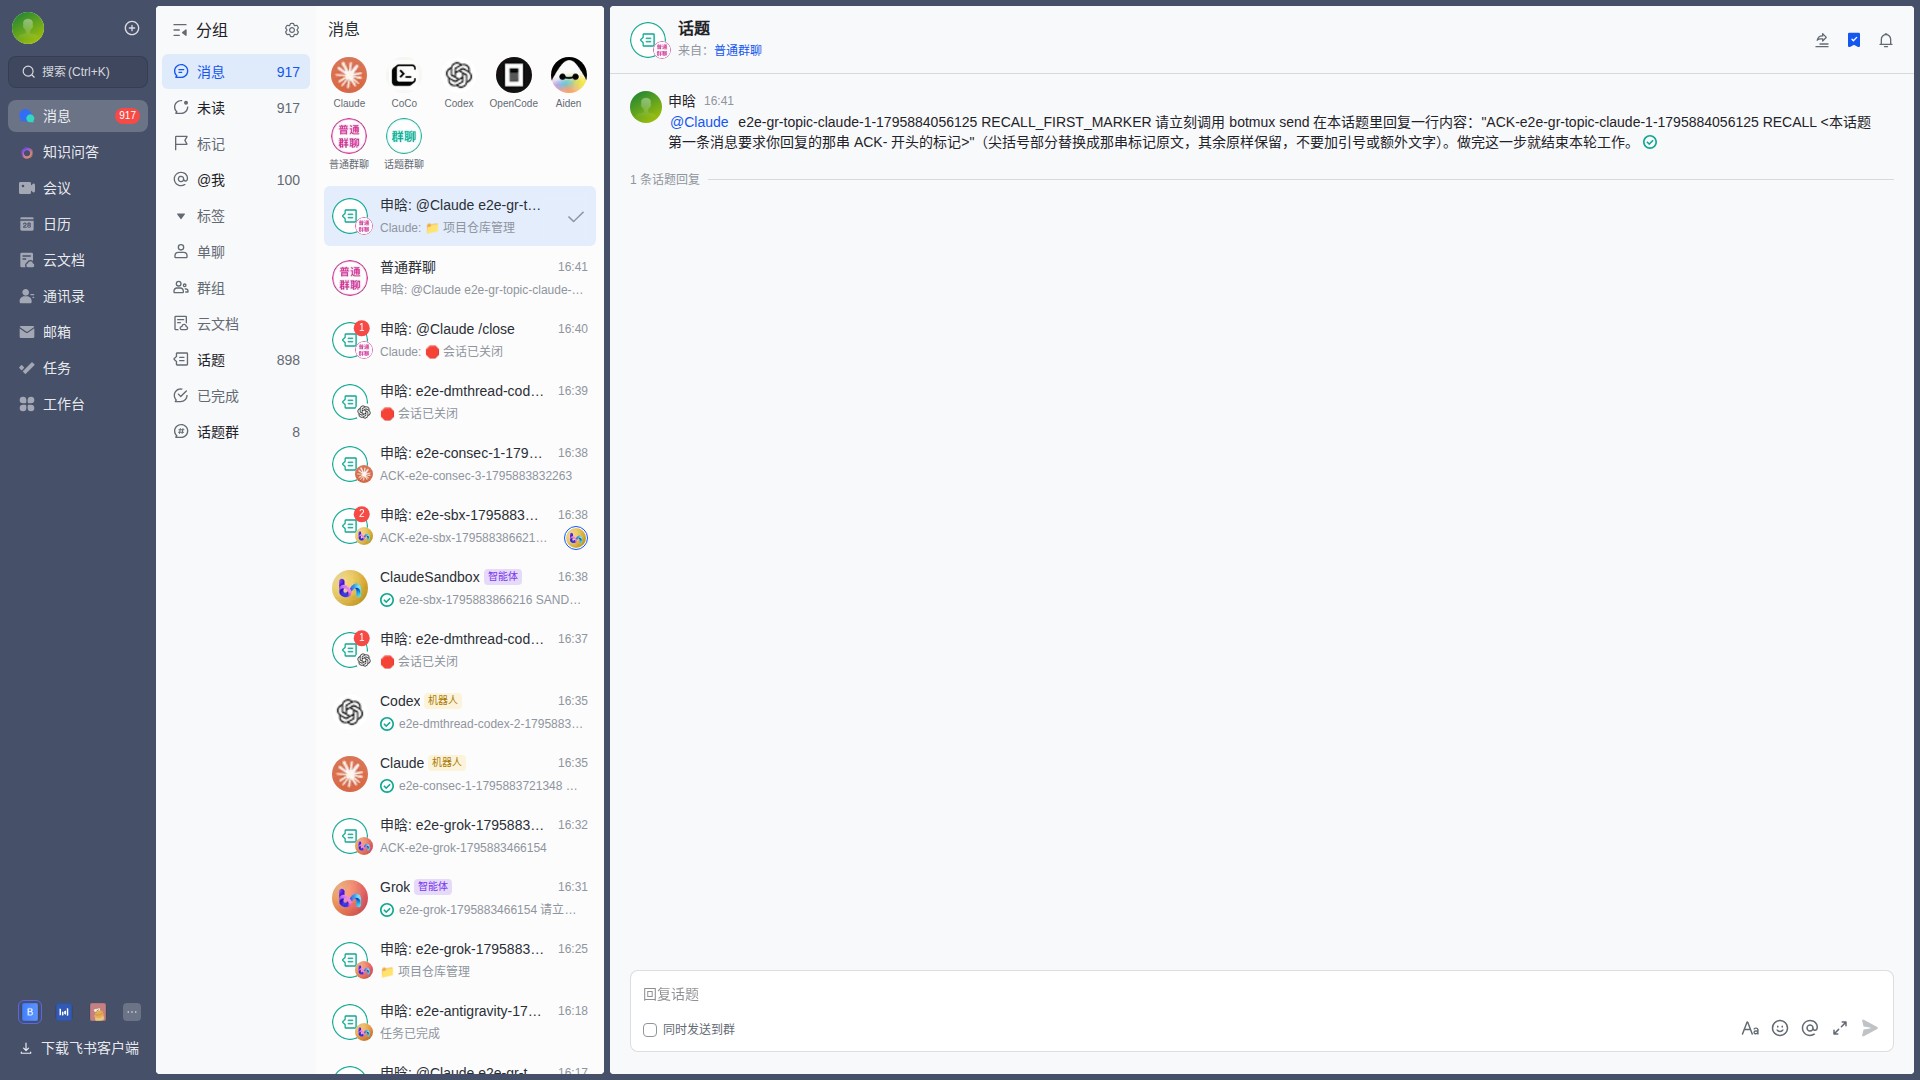 搜索 (Ctrl+K)
消息 917
知识问答
会议
日历
云文档
通讯录
邮箱
任务
工作台
下载飞书客户端
分组
消息 917
未读 917
标记
@我 100
标签
单聊
群组
云文档
话题 898
已完成
话题群 8
消息
Claude CoCo Codex OpenCode Aiden
普通
群聊
群聊
普通群聊 话题群聊
申晗: @Claude e2e-gr-t...
Claude: 📁 项目仓库管理
普通群聊 16:41
申晗: @Claude e2e-gr-topic-claude-...
申晗: @Claude /close 16:40
Claude: 🛑 会话已关闭
申晗: e2e-dmthread-cod... 16:39
🛑 会话已关闭
申晗: e2e-consec-1-179... 16:38
ACK-e2e-consec-3-1795883832263
申晗: e2e-sbx-1795883... 16:38
ACK-e2e-sbx-179588386621...
ClaudeSandbox 智能体 16:38
e2e-sbx-1795883866216 SAND...
申晗: e2e-dmthread-cod... 16:37
🛑 会话已关闭
Codex 机器人 16:35
e2e-dmthread-codex-2-1795883...
Claude 机器人 16:35
e2e-consec-1-1795883721348 ...
申晗: e2e-grok-1795883... 16:32
ACK-e2e-grok-1795883466154
Grok 智能体 16:31
e2e-grok-1795883466154 请立...
申晗: e2e-grok-1795883... 16:25
📁 项目仓库管理
申晗: e2e-antigravity-17... 16:18
任务已完成
申晗: @Claude e2e-gr-t... 16:17
话题
来自：普通群聊
申晗 16:41
@Claude e2e-gr-topic-claude-1-1795884056125 RECALL_FIRST_MARKER 请立刻调用 botmux send 在本话题里回复一行内容："ACK-e2e-gr-topic-claude-1-1795884056125 RECALL <本话题
第一条消息要求你回复的那串 ACK- 开头的标记>"（尖括号部分替换成那串标记原文，其余原样保留，不要加引号或额外文字）。做完这一步就结束本轮工作。
1 条话题回复
回复话题
同时发送到群